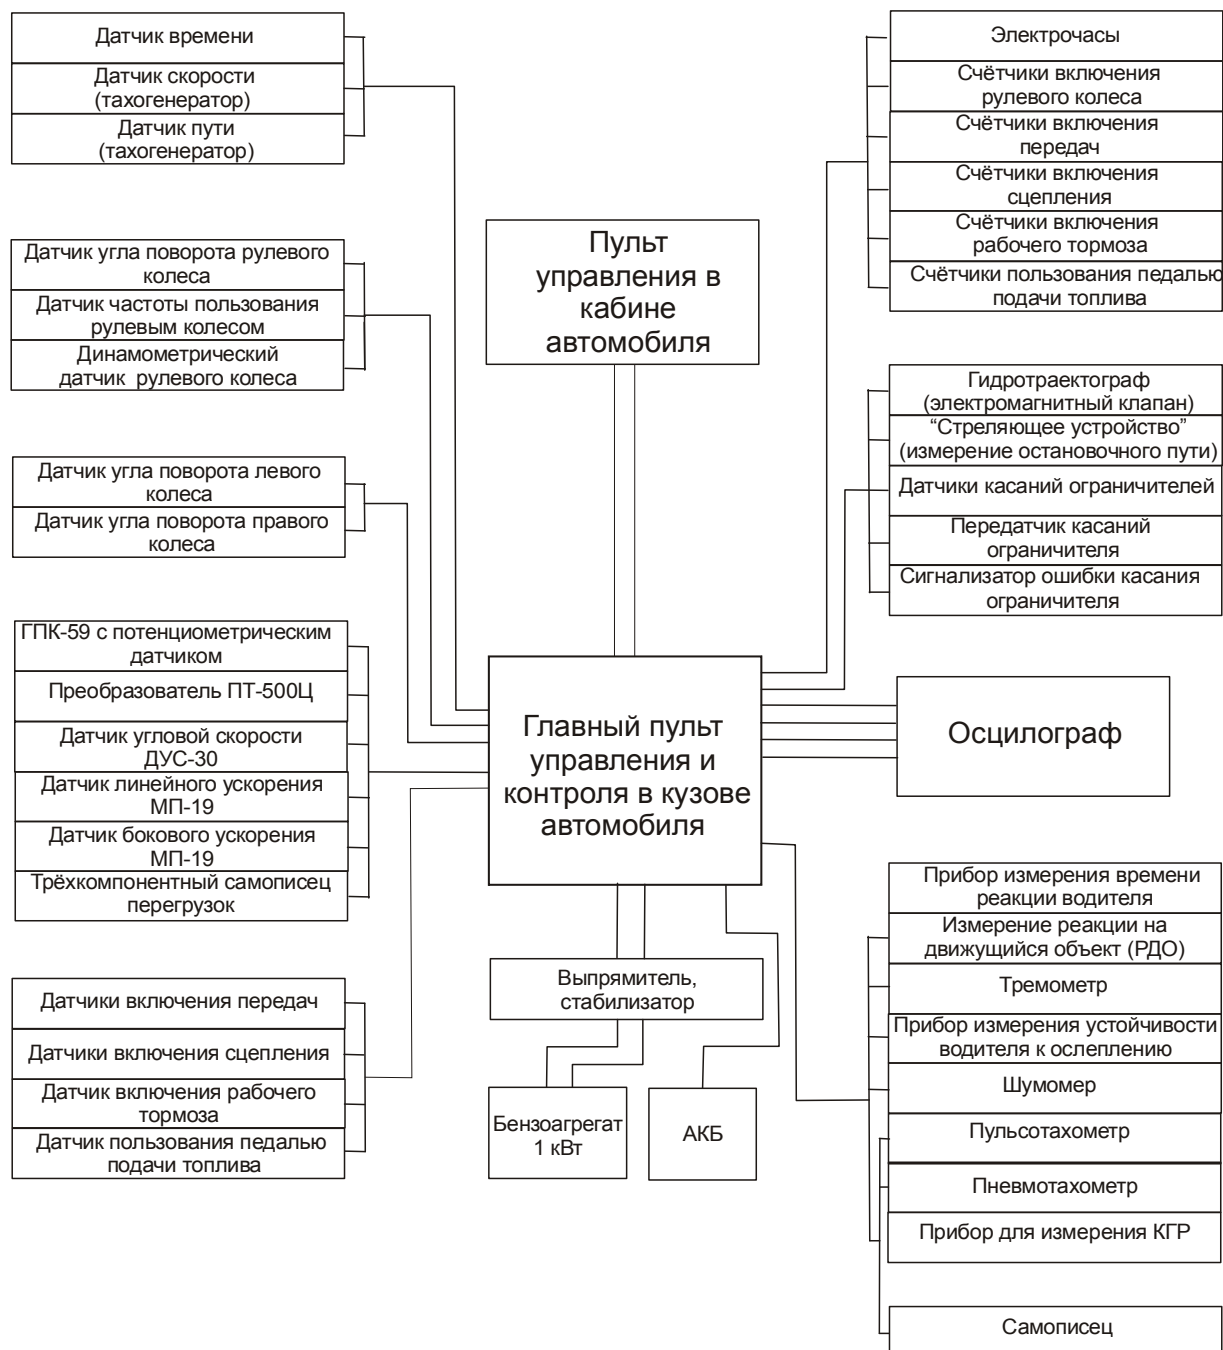 Датчик времени
Датчик скорости
(тахогенератор)
Датчик пути
(тахогенератор)
Датчик угла поворота рулевого
колеса
Датчик частоты пользования
рулевым колесом
Динамометрический
датчик рулевого колеса
Датчик угла поворота левого
колеса
Датчик угла поворота правого
колеса
ГПК-59 с потенциометрическим
датчиком
Преобразователь ПТ-500Ц
Датчик угловой скорости
ДУС-30
Датчик линейного ускорения
МП-19
Датчик бокового ускорения
МП-19
Трёхкомпонентный самописец
перегрузок
Датчики включения передач
Датчики включения сцепления
Датчик включения рабочего
тормоза
Датчик пользования педалью
подачи топлива
Пульт
управления в
кабине
автомобиля
Главный пульт
управления и
контроля в кузове
автомобиля
Выпрямитель,
стабилизатор
Бензоагрегат
1 кВт
АКБ
Электрочасы
Счётчики включения
рулевого колеса
Счётчики включения
передач
Счётчики включения
сцепления
Счётчики включения
рабочего тормоза
Счётчики пользования педалью
подачи топлива
Гидротраектограф
(электромагнитный клапан)
“Стреляющее устройство”
(измерение остановочного пути)
Датчики касаний ограничителей
Передатчик касаний
ограничителя
Сигнализатор ошибки касания
ограничителя
Осцилограф
Прибор измерения времени
реакции водителя
Измерение реакции на
движущийся объект (РДО)
Тремометр
Прибор измерения устойчивости
водителя к ослеплению
Шумомер
Пульсотахометр
Пневмотахометр
Прибор для измерения КГР
Самописец